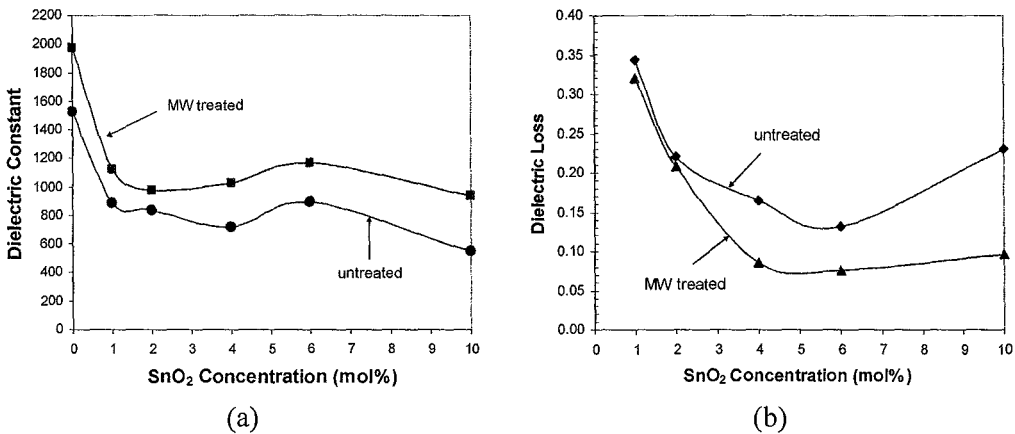 2200
2000
1800
1600
1400
1200
1000
800
600
400
200
0
Dielectric Constant
MW treated
untreated
0 1 2 3 4 5 6 7 8 9 10
SnO₂ Concentration (mol%)
(a)
0.40
0.35
0.30
0.25
0.20
0.15
0.10
0.05
0.00
Dielectric Loss
untreated
MW treated
0 1 2 3 4 5 6 7 8 9 10
SnO₂ Concentration (mol%)
(b)